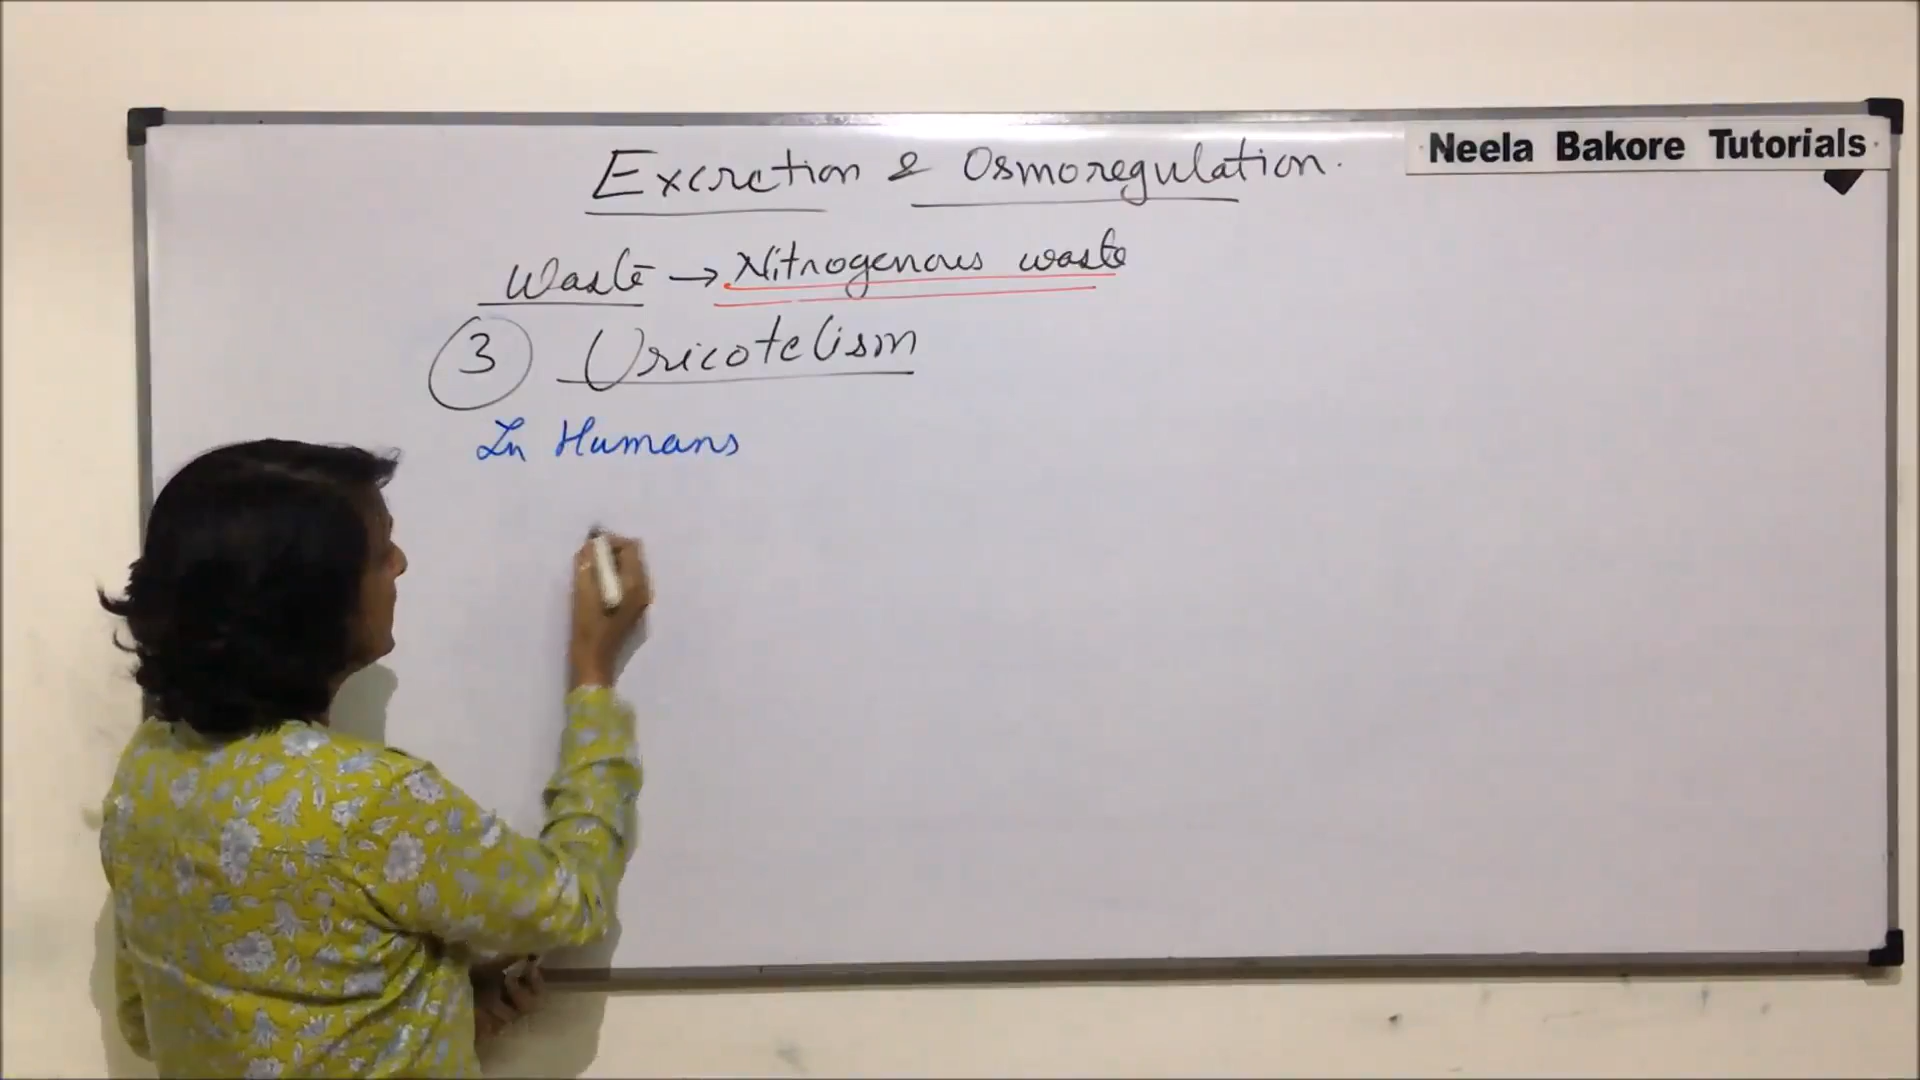 Neela Bakore Tutorials
Excretion & Osmoregulation.
Waste → Nitrogenous waste
3 Uricotelism
In Humans